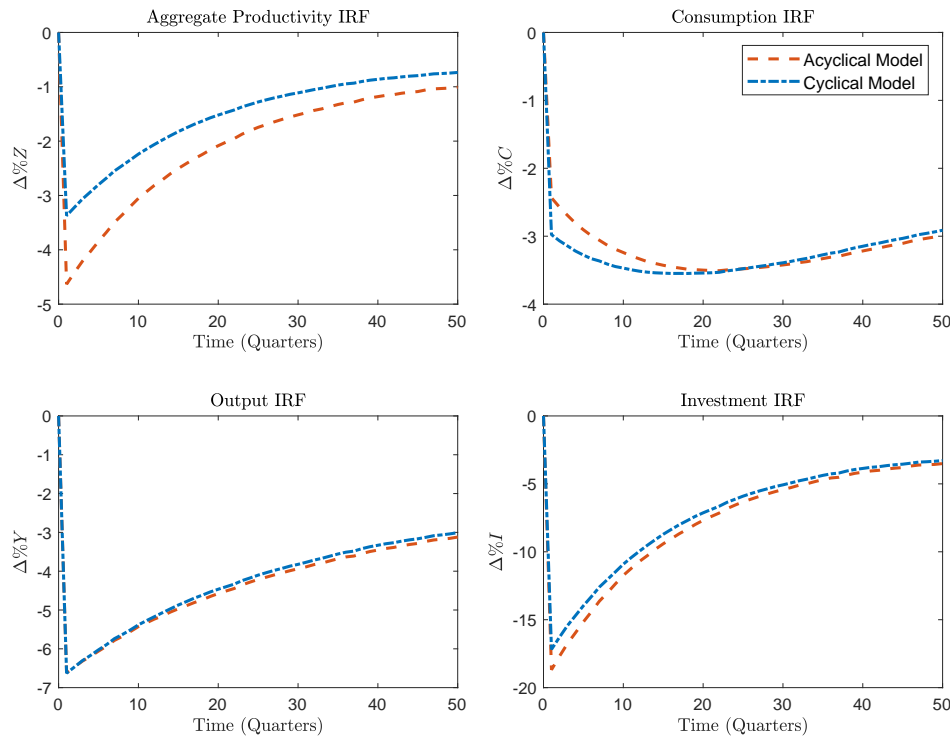 Aggregate Productivity IRF
Δ%Z
0
-1
-2
-3
-4
-5
0 10 20 30 40 50
Time (Quarters)
Consumption IRF
Acyclical Model
Cyclical Model
Δ%C
0
-1
-2
-3
-4
0 10 20 30 40 50
Time (Quarters)
Output IRF
Δ%Y
0
-1
-2
-3
-4
-5
-6
-7
0 10 20 30 40 50
Time (Quarters)
Investment IRF
Δ%I
0
-5
-10
-15
-20
0 10 20 30 40 50
Time (Quarters)